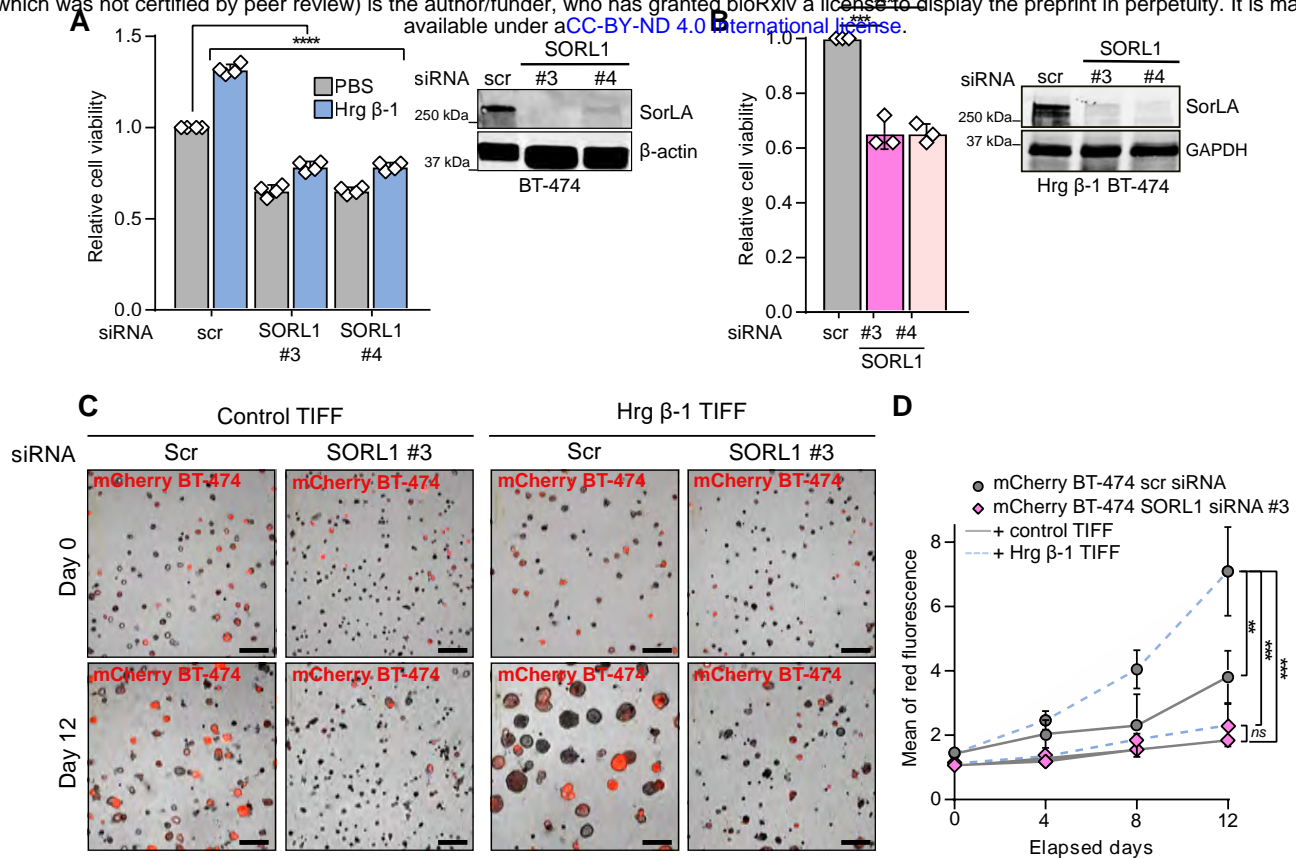 which was not certified by peer review) is the author/funder, who has granted bioRxiv a license to display the preprint in perpetuity. It is ma
available under aCC-BY-ND 4.0 International license.
A
1.5
1.0
0.5
0.0
Relative cell viability
****
PBS
Hrg β-1
siRNA
scr
SORL1
#3
SORL1
#4
SORL1
siRNA scr #3 #4
250 kDa
SorLA
37 kDa
β-actin
BT-474
B
***
1.0
0.8
0.6
0.4
0.2
0.0
Relative cell viability
siRNA scr #3 #4
SORL1
SORL1
siRNA scr #3 #4
250 kDa
SorLA
37 kDa
GAPDH
Hrg β-1 BT-474
C
Control TIFF
Hrg β-1 TIFF
siRNA Scr SORL1 #3 Scr SORL1 #3
Day 0
mCherry BT-474
mCherry BT-474
mCherry BT-474
mCherry BT-474
Day 12
mCherry BT-474
mCherry BT-474
mCherry BT-474
mCherry BT-474
D
mCherry BT-474 scr siRNA
mCherry BT-474 SORL1 siRNA #3
+ control TIFF
+ Hrg β-1 TIFF
Mean of red fluorescence
8
6
4
2
0
0 4 8 12
Elapsed days
**
***
***
ns